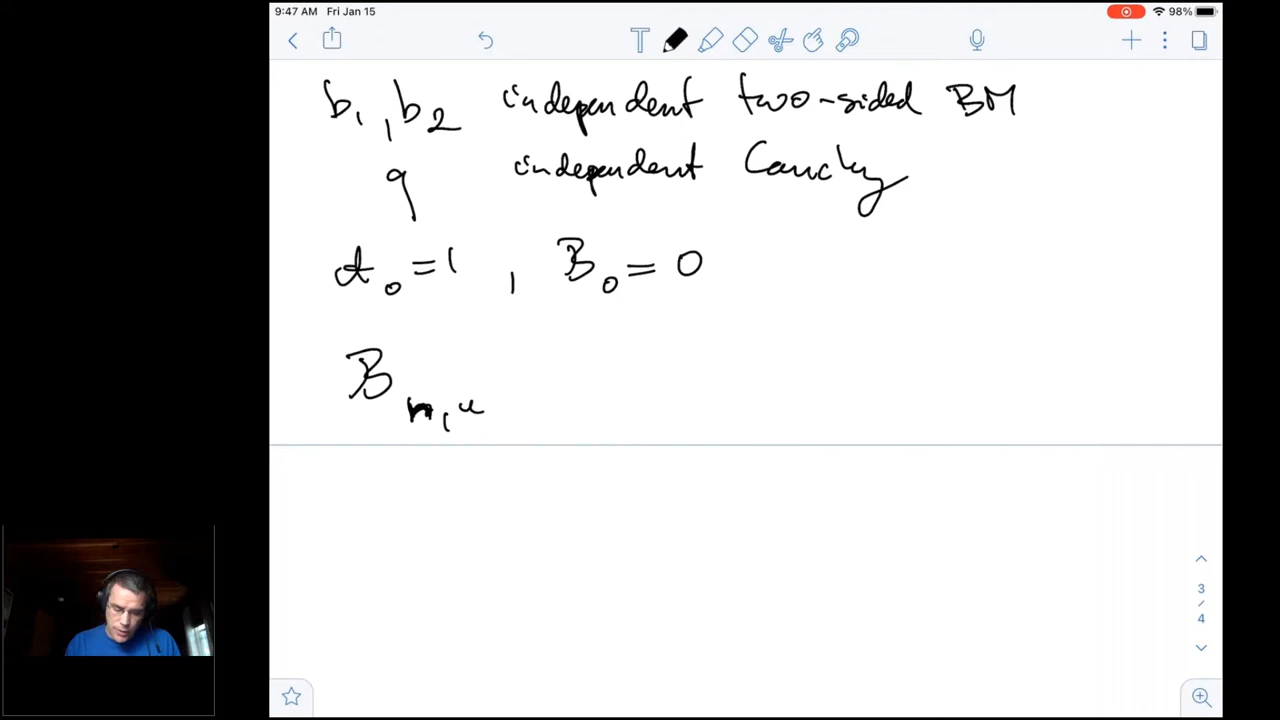 9:47 AM Fri Jan 15 98%
b₁, b₂ independent two-sided BM
q independent Cauchy
𝒜₀ = 1, ℬ₀ = 0
ℬ
3
4